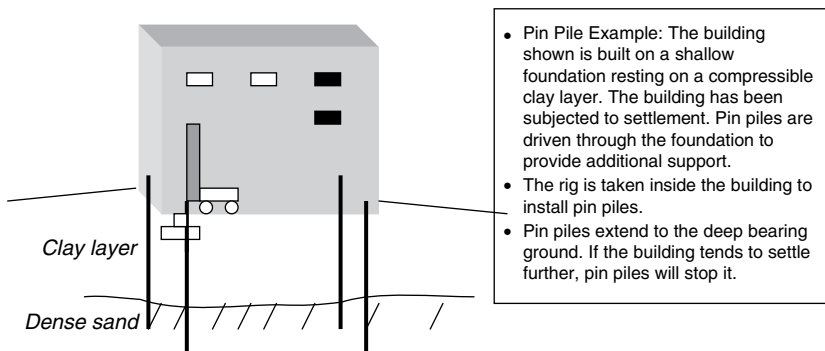 Clay layer
Dense sand
• Pin Pile Example: The building
shown is built on a shallow
foundation resting on a compressible
clay layer. The building has been
subjected to settlement. Pin piles are
driven through the foundation to
provide additional support.
• The rig is taken inside the building to
install pin piles.
• Pin piles extend to the deep bearing
ground. If the building tends to settle
further, pin piles will stop it.